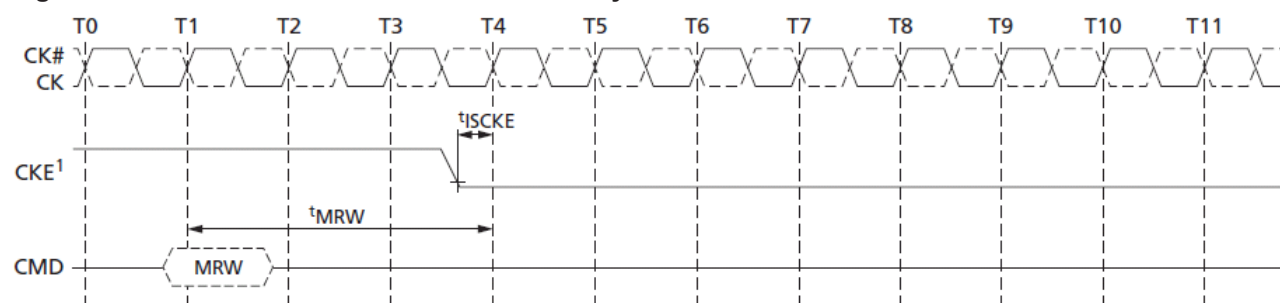 T0 T1 T2 T3 T4 T5 T6 T7 T8 T9 T10 T11
CK#
CK
tISCKE
CKE1
tMRW
CMD MRW